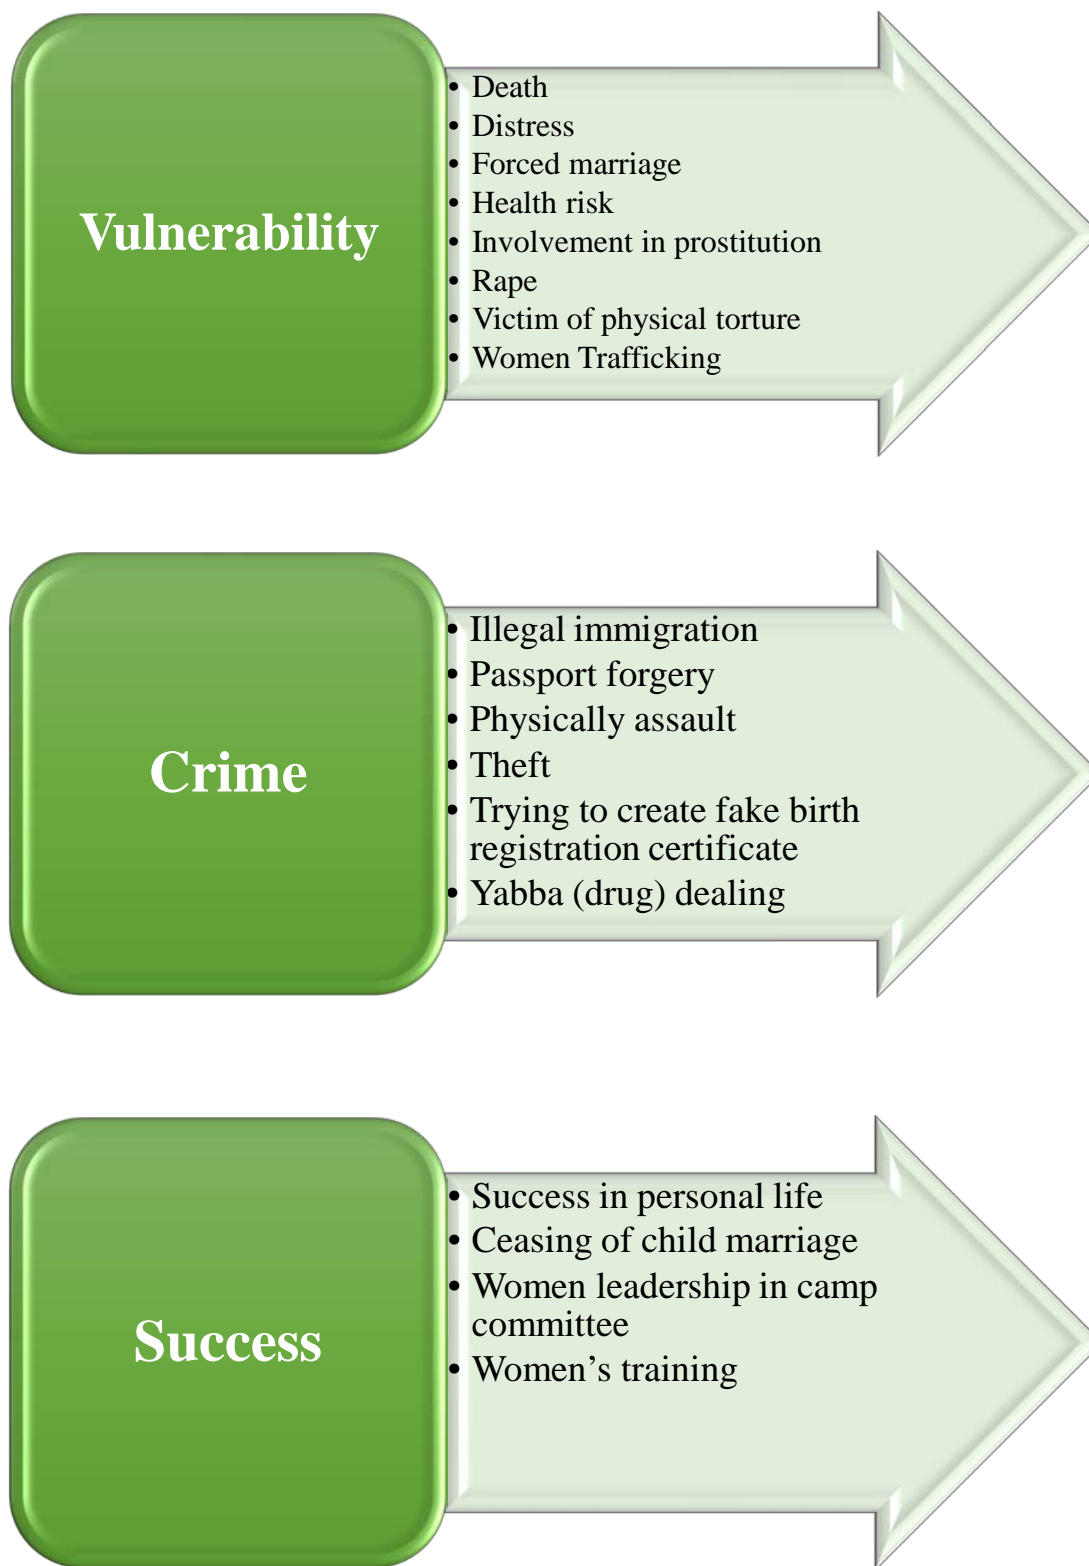 Vulnerability
• Death
• Distress
• Forced marriage
• Health risk
• Involvement in prostitution
• Rape
• Victim of physical torture
• Women Trafficking
Crime
• Illegal immigration
• Passport forgery
• Physically assault
• Theft
• Trying to create fake birth
registration certificate
• Yabba (drug) dealing
Success
• Success in personal life
• Ceasing of child marriage
• Women leadership in camp
committee
• Women’s training